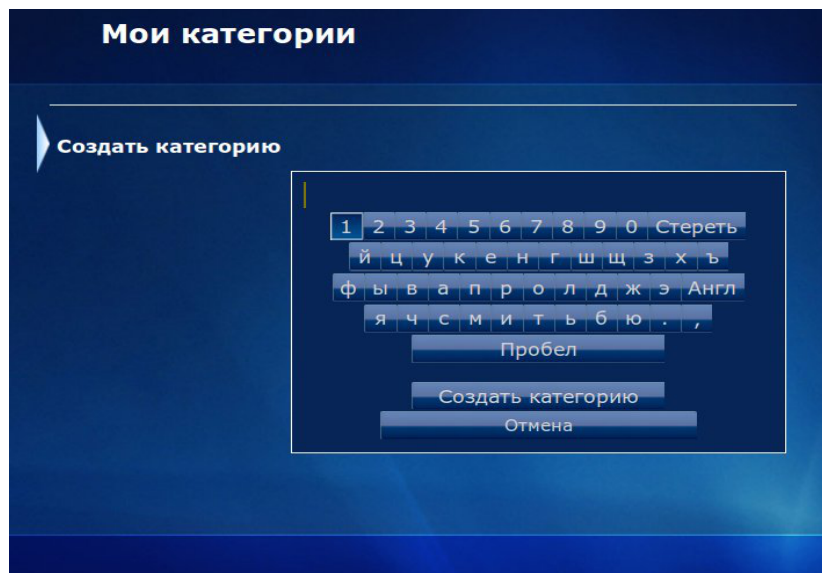 Мои категории
Создать категорию
1 2 3 4 5 6 7 8 9 0 Стереть
й ц у к е н г ш щ з х ъ
ф ы в а п р о л д ж э Англ
я ч с м и т ь б ю . ,
Пробел
Создать категорию
Отмена